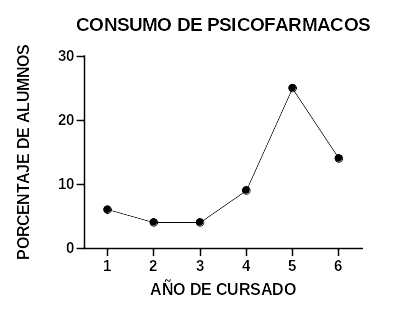 CONSUMO DE PSICOFARMACOS
PORCENTAJE DE ALUMNOS
30
20
10
0
1 2 3 4 5 6
AÑO DE CURSADO